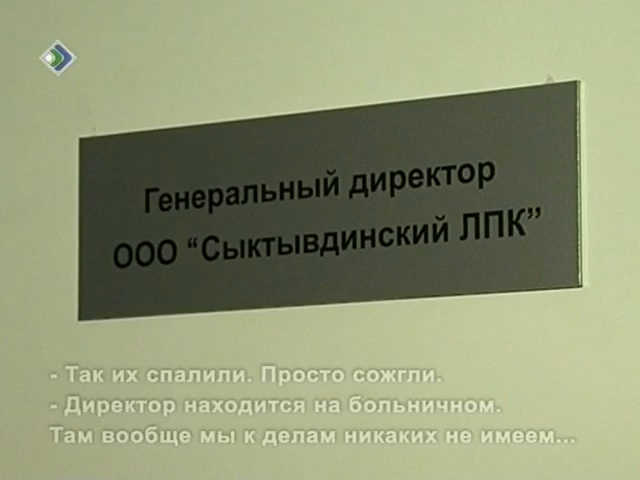 Генеральный директор
ООО “Сыктывдинский ЛПК”
- Так их спалили. Просто сожгли.
- Директор находится на больничном.
Там вообще мы к делам никаких не имеем...